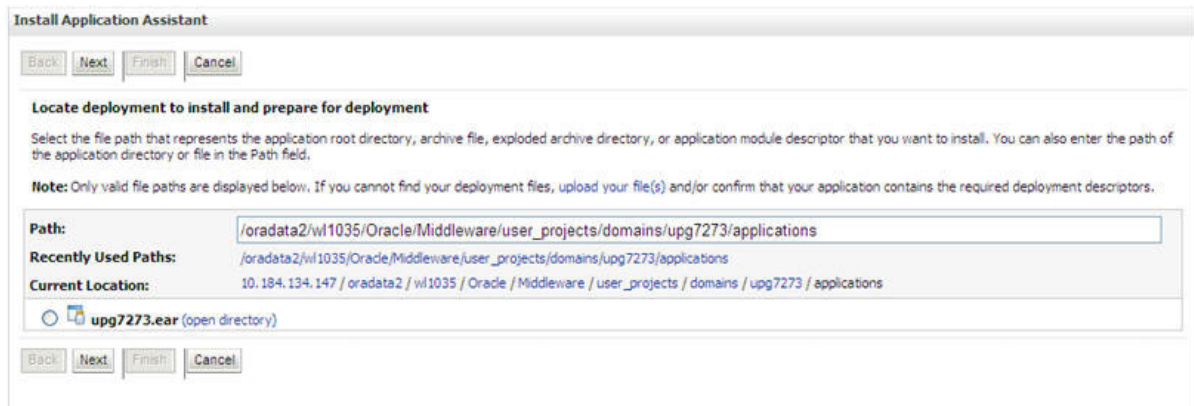 Install Application Assistant
Back Next Finish Cancel
Locate deployment to install and prepare for deployment
Select the file path that represents the application root directory, archive file, exploded archive directory, or application module descriptor that you want to install. You can also enter the path of
the application directory or file in the Path field.
Note: Only valid file paths are displayed below. If you cannot find your deployment files, upload your file(s) and/or confirm that your application contains the required deployment descriptors.
Path: /oradata2/wl1035/Oracle/Middleware/user_projects/domains/upg7273/applications
Recently Used Paths: /oradata2/wl1035/Oracle/Middleware/user_projects/domains/upg7273/applications
Current Location: 10.184.134.147 / oradata2 / wl1035 / Oracle / Middleware / user_projects / domains / upg7273 / applications
upg7273.ear (open directory)
Back Next Finish Cancel